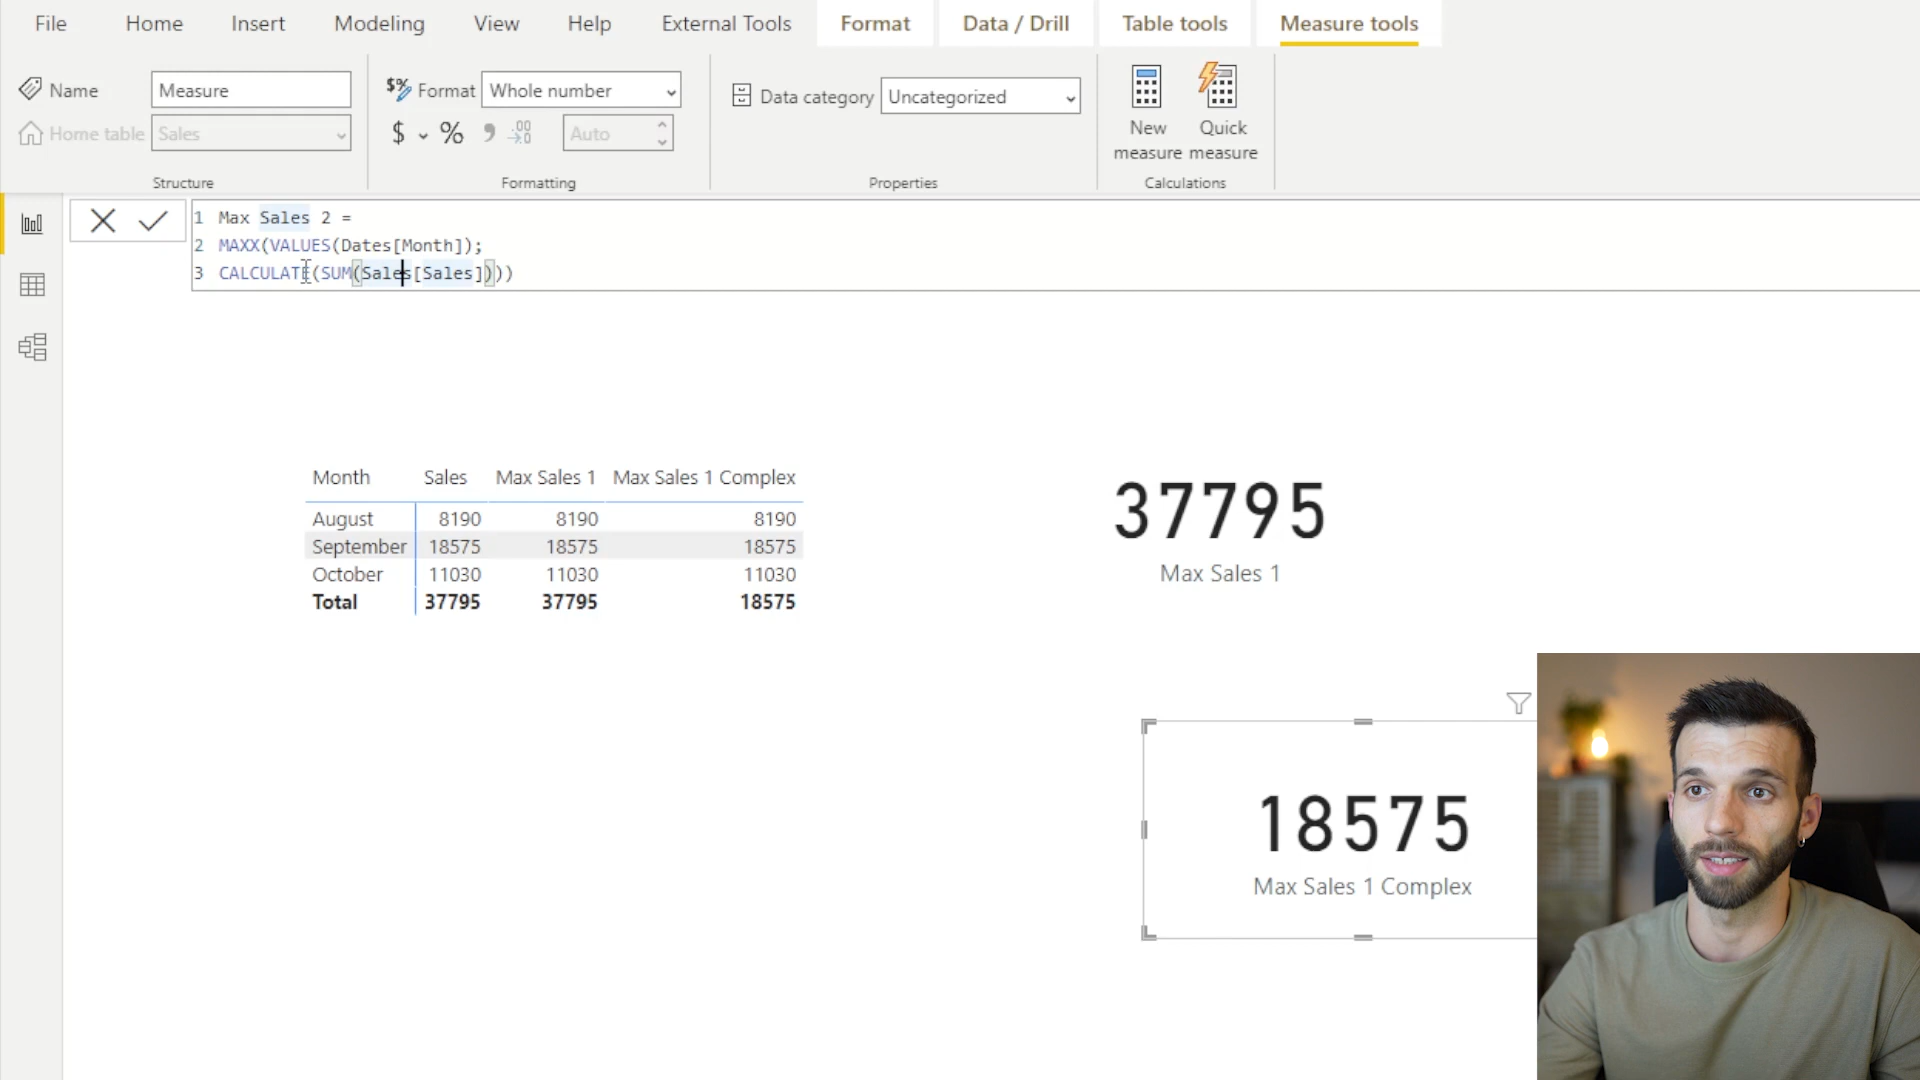 File Home Insert Modeling View Help External Tools Format Data / Drill Table tools Measure tools
Name Measure
Home table Sales
Structure
Format Whole number
$ % Auto
Formatting
Data category Uncategorized
Properties
New measure
Quick measure
Calculations
1 Max Sales 2 =
2 MAXX(VALUES(Dates[Month]);
3 CALCULATE(SUM(Sales[Sales])))
Month Sales Max Sales 1 Max Sales 1 Complex
August 8190 8190 8190
September 18575 18575 18575
October 11030 11030 11030
Total 37795 37795 18575
37795
Max Sales 1
18575
Max Sales 1 Complex